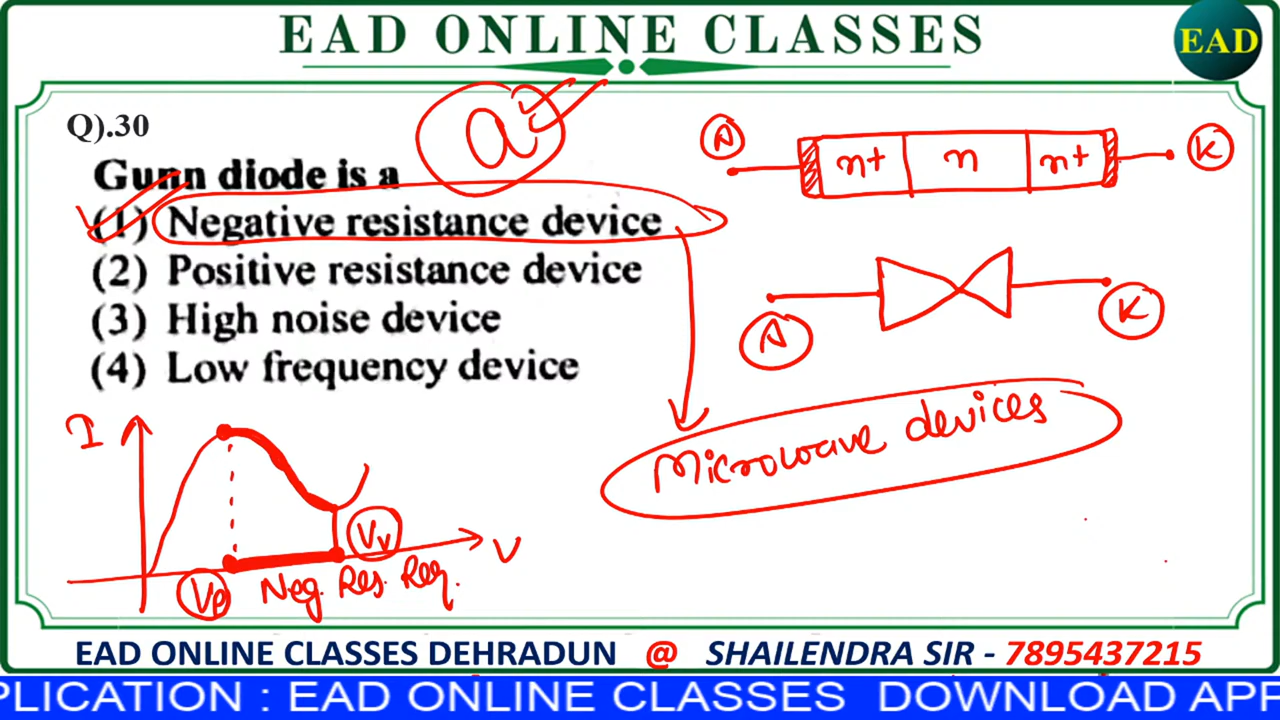 EAD ONLINE CLASSES
EAD
Q).30
a
Gunn diode is a
(1) Negative resistance device
(2) Positive resistance device
(3) High noise device
(4) Low frequency device
A n+ n n+ K
A K
Microwave devices
I
Vv
V
Vp Neg. Res. Reg.
EAD ONLINE CLASSES DEHRADUN @ SHAILENDRA SIR - 7895437215
PLICATION : EAD ONLINE CLASSES DOWNLOAD APP